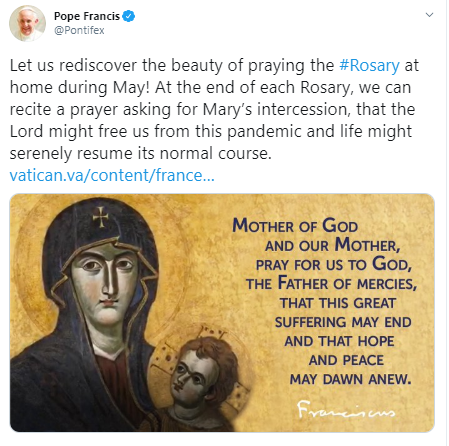 Pope Francis
@Pontifex
Let us rediscover the beauty of praying the #Rosary at
home during May! At the end of each Rosary, we can
recite a prayer asking for Mary's intercession, that the
Lord might free us from this pandemic and life might
serenely resume its normal course.
vatican.va/content/france...
MOTHER OF GOD
AND OUR MOTHER,
PRAY FOR US TO GOD,
THE FATHER OF MERCIES,
THAT THIS GREAT
SUFFERING MAY END
AND THAT HOPE
AND PEACE
MAY DAWN ANEW.
Franciscus